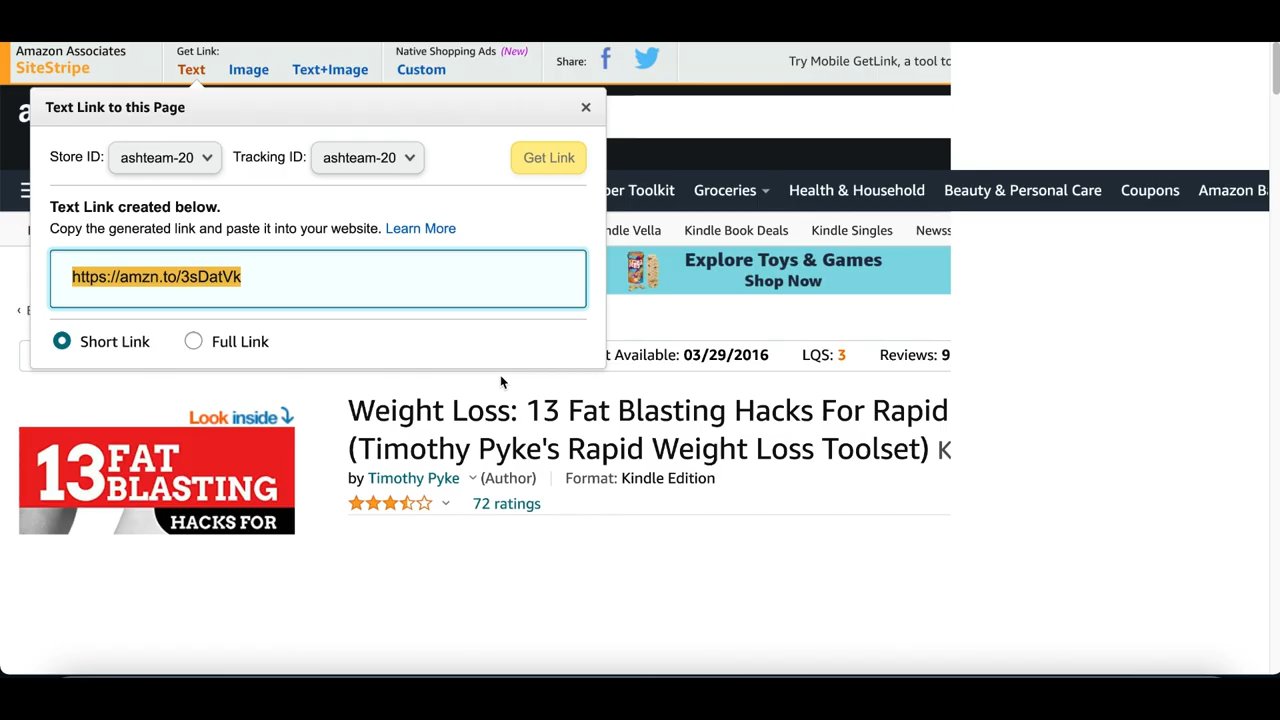 Amazon Associates
SiteStripe
Get Link:
Text Image Text+Image
Native Shopping Ads (New)
Custom
Share:
Try Mobile GetLink, a tool to
Text Link to this Page
Store ID: ashteam-20 Tracking ID: ashteam-20 Get Link
Text Link created below.
Copy the generated link and paste it into your website. Learn More
https://amzn.to/3sDatVk
Short Link Full Link
Toolkit Groceries Health & Household Beauty & Personal Care Coupons Amazon
Vella Kindle Book Deals Kindle Singles
Explore Toys & Games
Shop Now
Available: 03/29/2016 LQS: 3 Reviews: 9
Look inside
13 FAT
BLASTING
HACKS FOR
Weight Loss: 13 Fat Blasting Hacks For Rapid
(Timothy Pyke's Rapid Weight Loss Toolset) K
by Timothy Pyke (Author) Format: Kindle Edition
72 ratings